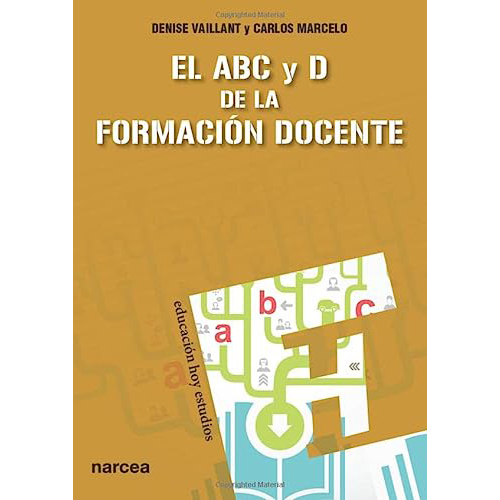 DENISE VAILLANT y CARLOS MARCELO
EL ABC y D
DE LA
FORMACIÓN DOCENTE
educación hoy estudios
a
b
c
a
narcea